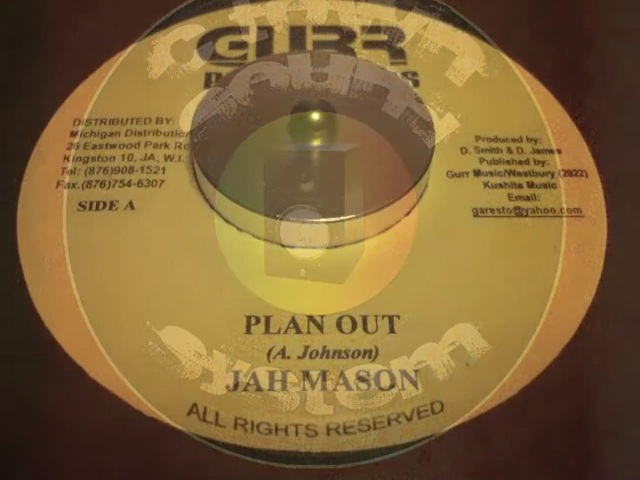 GURR
DISTRIBUTED BY:
Michigan Distribution
26 Eastwood Park
Kingston 10, JA, W.I.
Tel: (876)908-1521
Fax.(876)754-6307
SIDE A
Produced by:
D. Smith & D. James
Published by:
Gurr Music/Westbury (2022)
Kushite Music
Email:
garesto@yahoo.com
PLAN OUT
(A. Johnson)
JAH MASON
ALL RIGHTS RESERVED